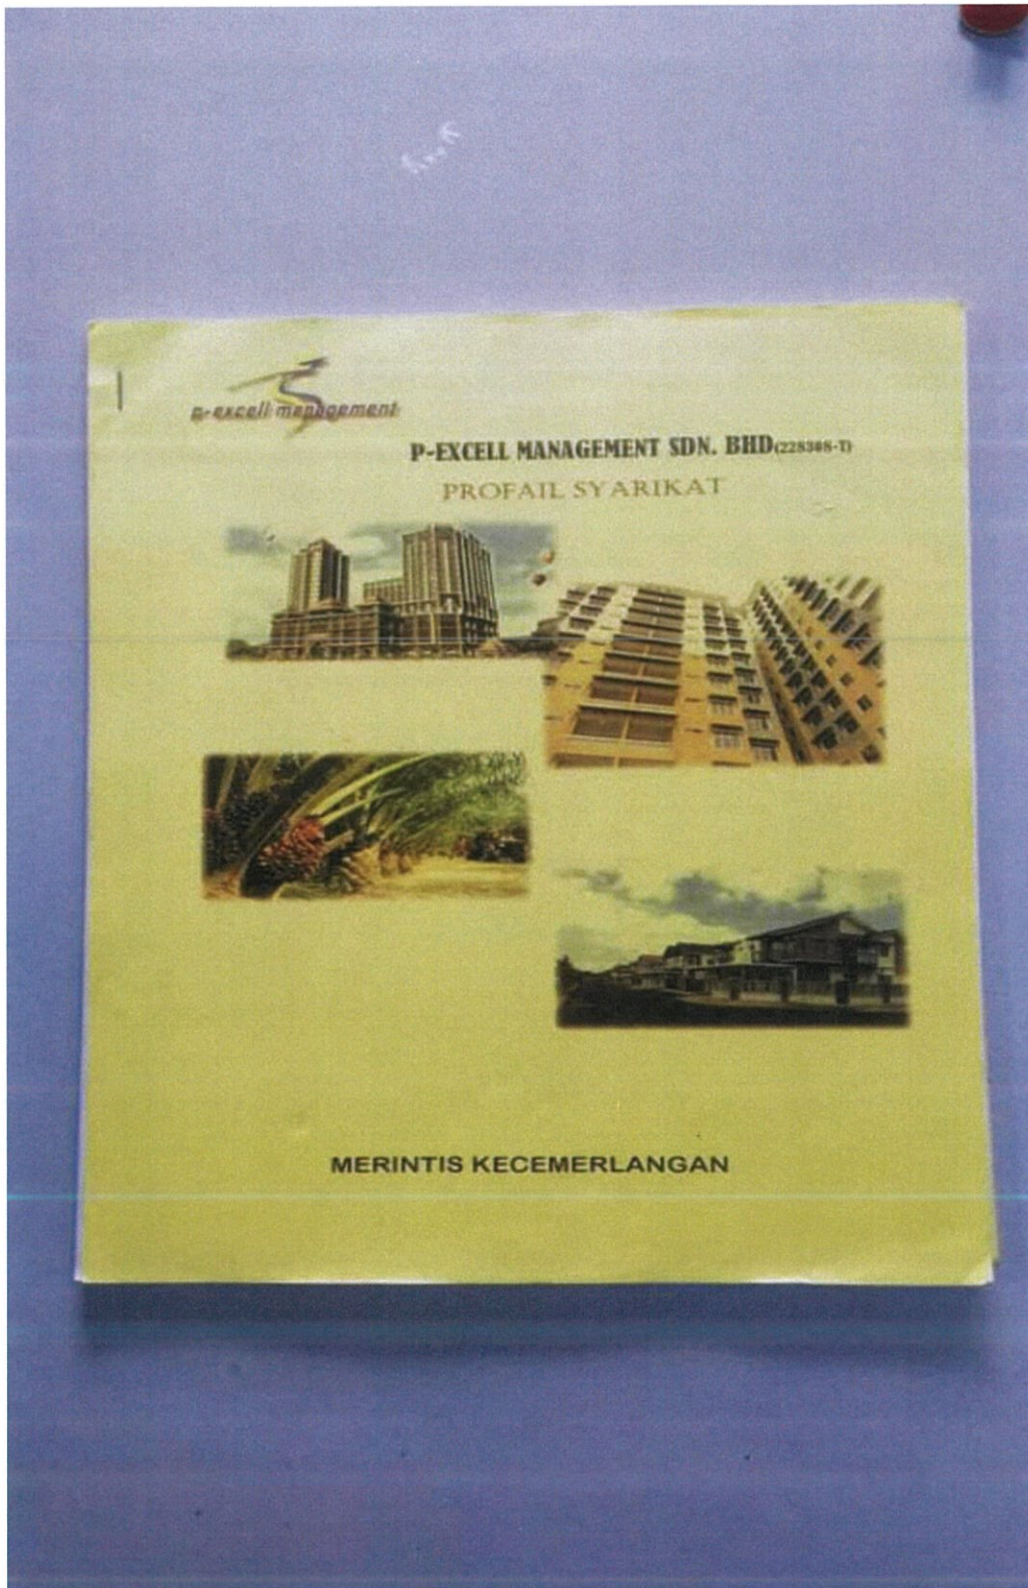 p-excell management
P-EXCELL MANAGEMENT SDN. BHD(228308-T)
PROFAIL SYARIKAT
MERINTIS KECEMERLANGAN